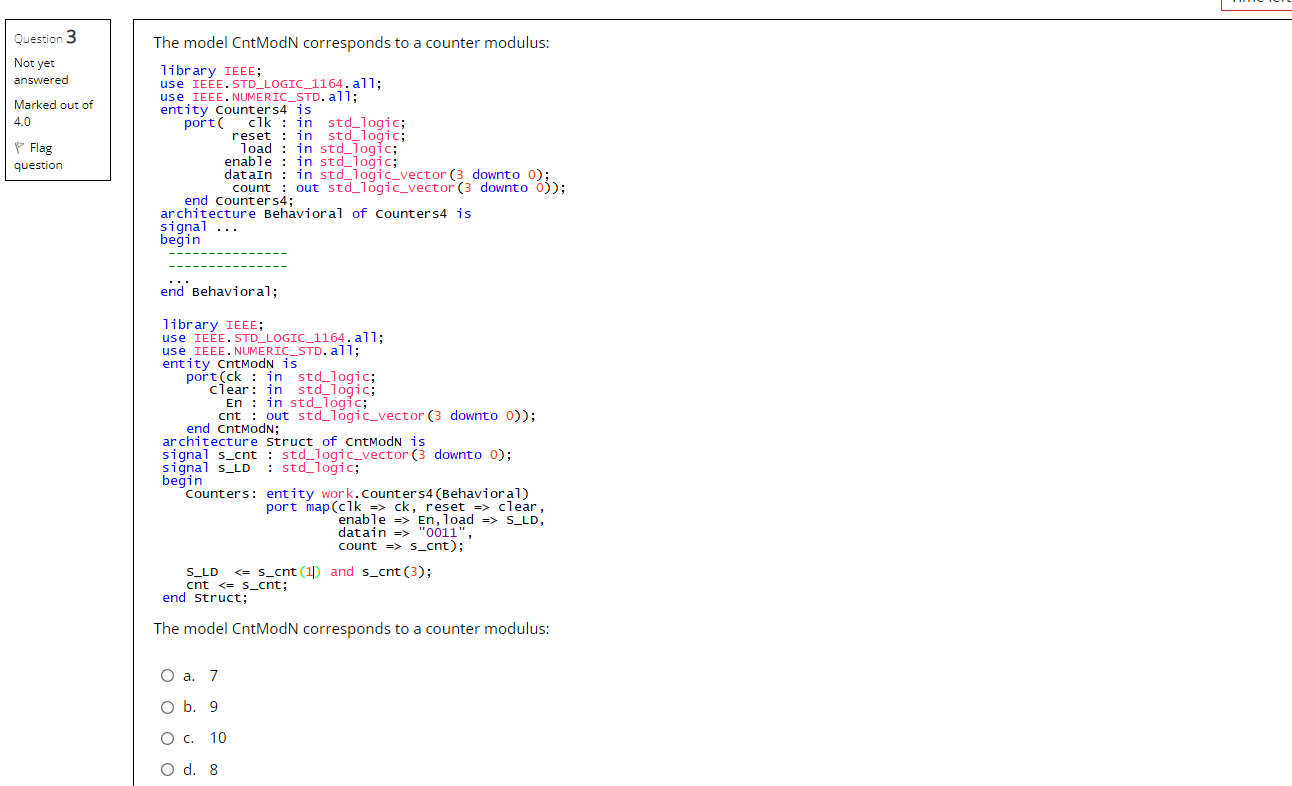 Question 3
Not yet
answered
Marked out of
4.0
Flag
question
The model CntModN corresponds to a counter modulus:
library IEEE;
use IEEE.STD_LOGIC_1164.all;
use IEEE.NUMERIC_STD.all;
entity Counters4 is
port( clk : in std_logic;
reset : in std_logic;
load : in std_logic;
enable : in std_logic;
dataIn : in std_logic_vector(3 downto 0);
count : out std_logic_vector(3 downto 0));
end Counters4;
architecture Behavioral of Counters4 is
signal ...
begin
---------------
---------------
...
end Behavioral;
library IEEE;
use IEEE.STD_LOGIC_1164.all;
use IEEE.NUMERIC_STD.all;
entity CntModN is
port(ck : in std_logic;
Clear: in std_logic;
En : in std_logic;
cnt : out std_logic_vector(3 downto 0));
end CntModN;
architecture Struct of CntModN is
signal s_cnt : std_logic_vector(3 downto 0);
signal s_LD : std_logic;
begin
Counters: entity work.Counters4(Behavioral)
port map(clk => ck, reset => clear,
enable => En,load => S_LD,
datain => "0011",
count => s_cnt);
S_LD <= s_cnt(1) and s_cnt(3);
cnt <= s_cnt;
end Struct;
The model CntModN corresponds to a counter modulus:
a. 7
b. 9
c. 10
d. 8